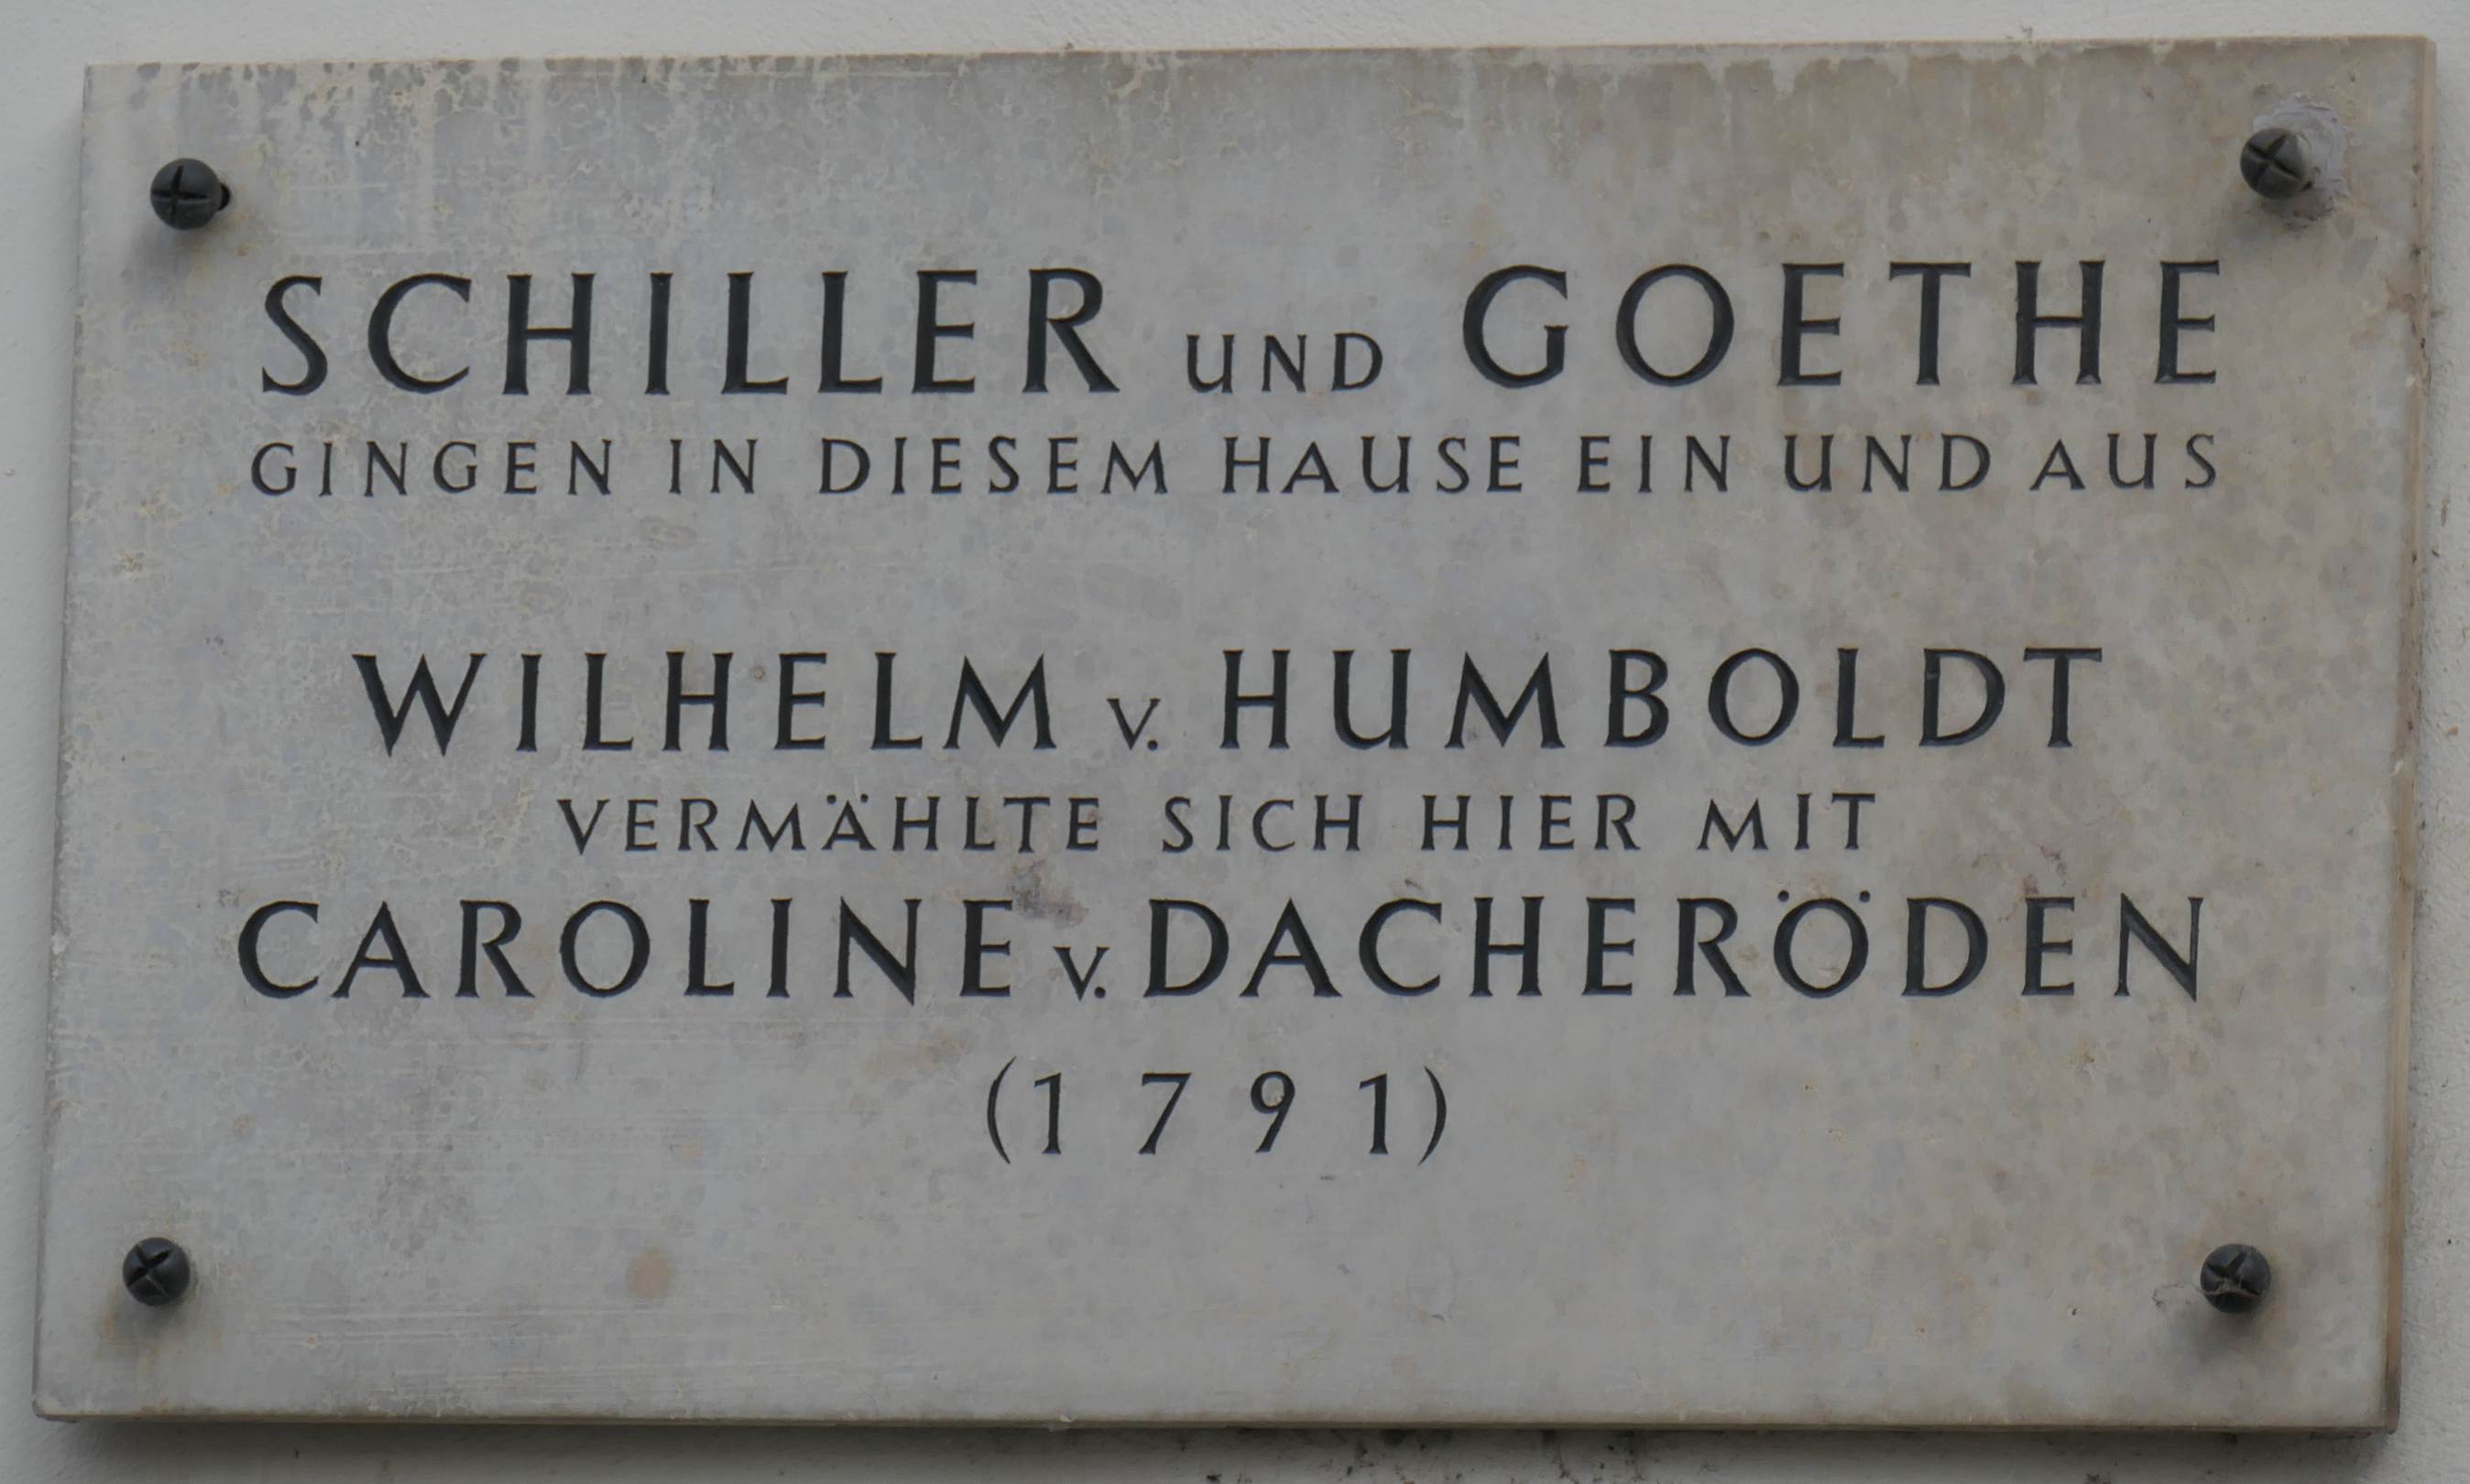 SCHILLER UND GOETHE
GINGEN IN DIESEM HAUSE EIN UND AUS
WILHELM v. HUMBOLDT
VERMÄHLTE SICH HIER MIT
CAROLINE v. DACHERÖDEN
(1791)